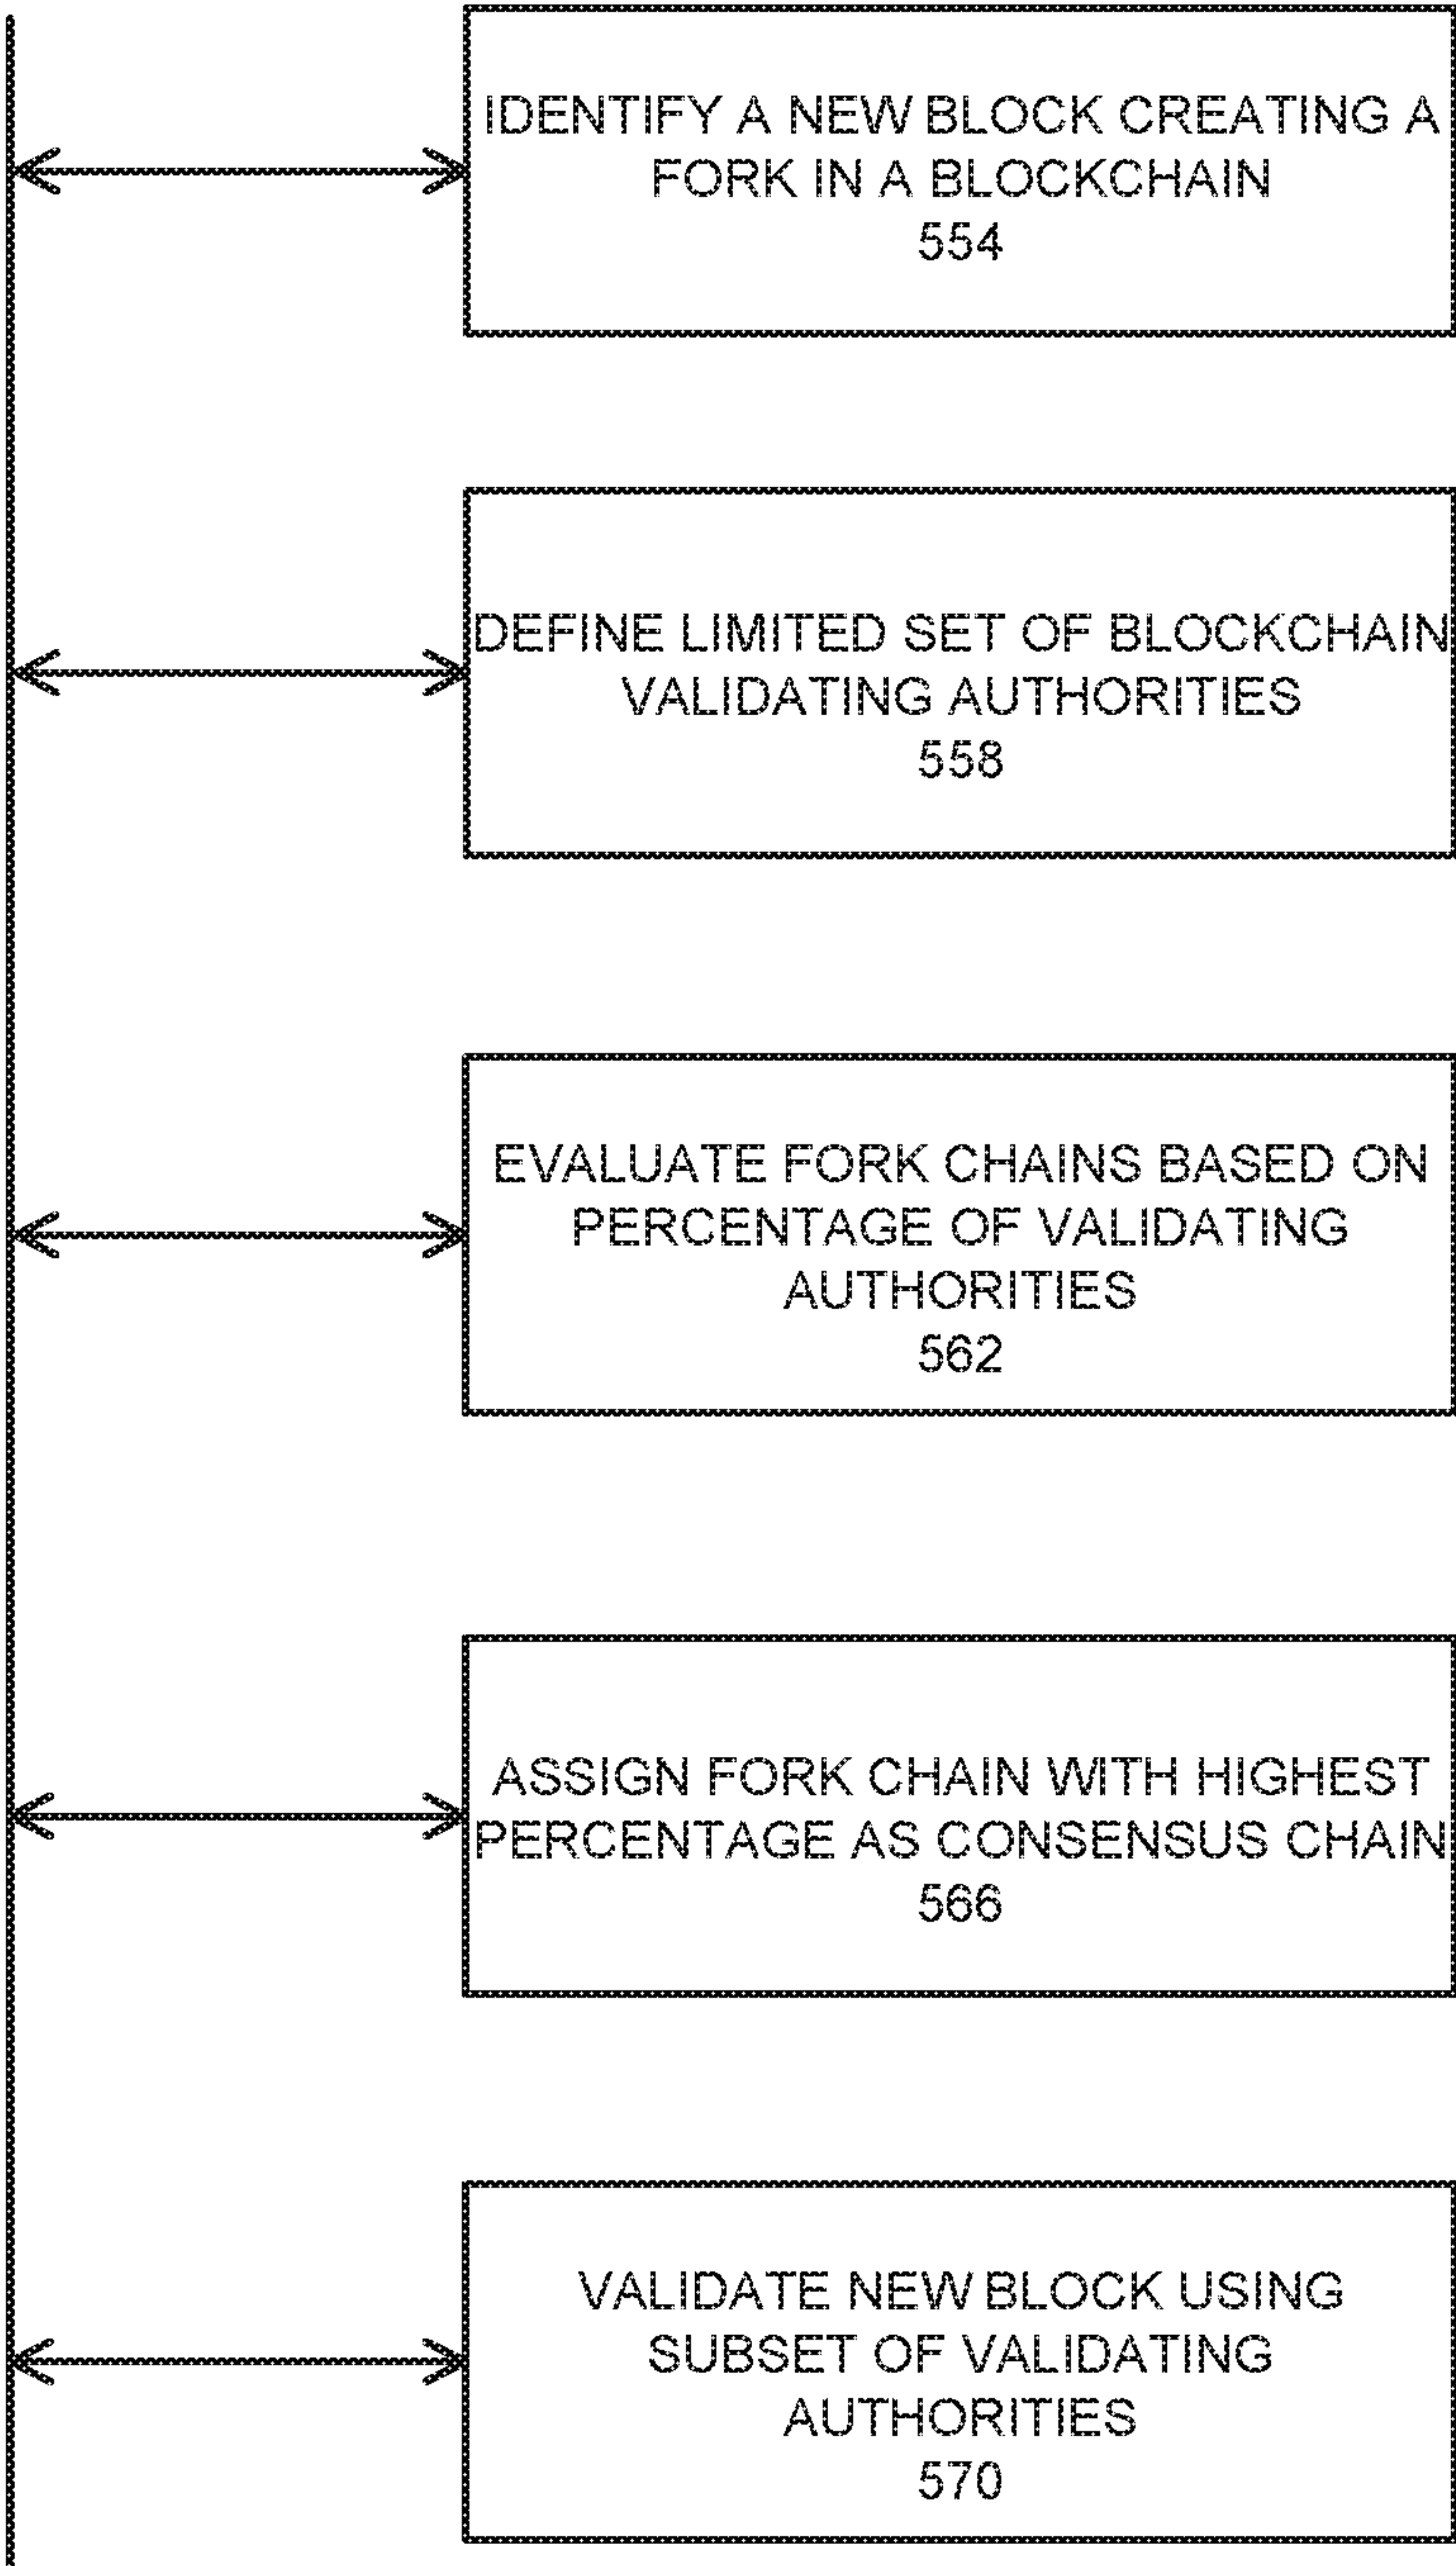 IDENTIFY A NEW BLOCK CREATING A
FORK IN A BLOCKCHAIN
554
DEFINE LIMITED SET OF BLOCKCHAIN
VALIDATING AUTHORITIES
558
EVALUATE FORK CHAINS BASED ON
PERCENTAGE OF VALIDATING
AUTHORITIES
562
ASSIGN FORK CHAIN WITH HIGHEST
PERCENTAGE AS CONSENSUS CHAIN
566
VALIDATE NEW BLOCK USING
SUBSET OF VALIDATING
AUTHORITIES
570